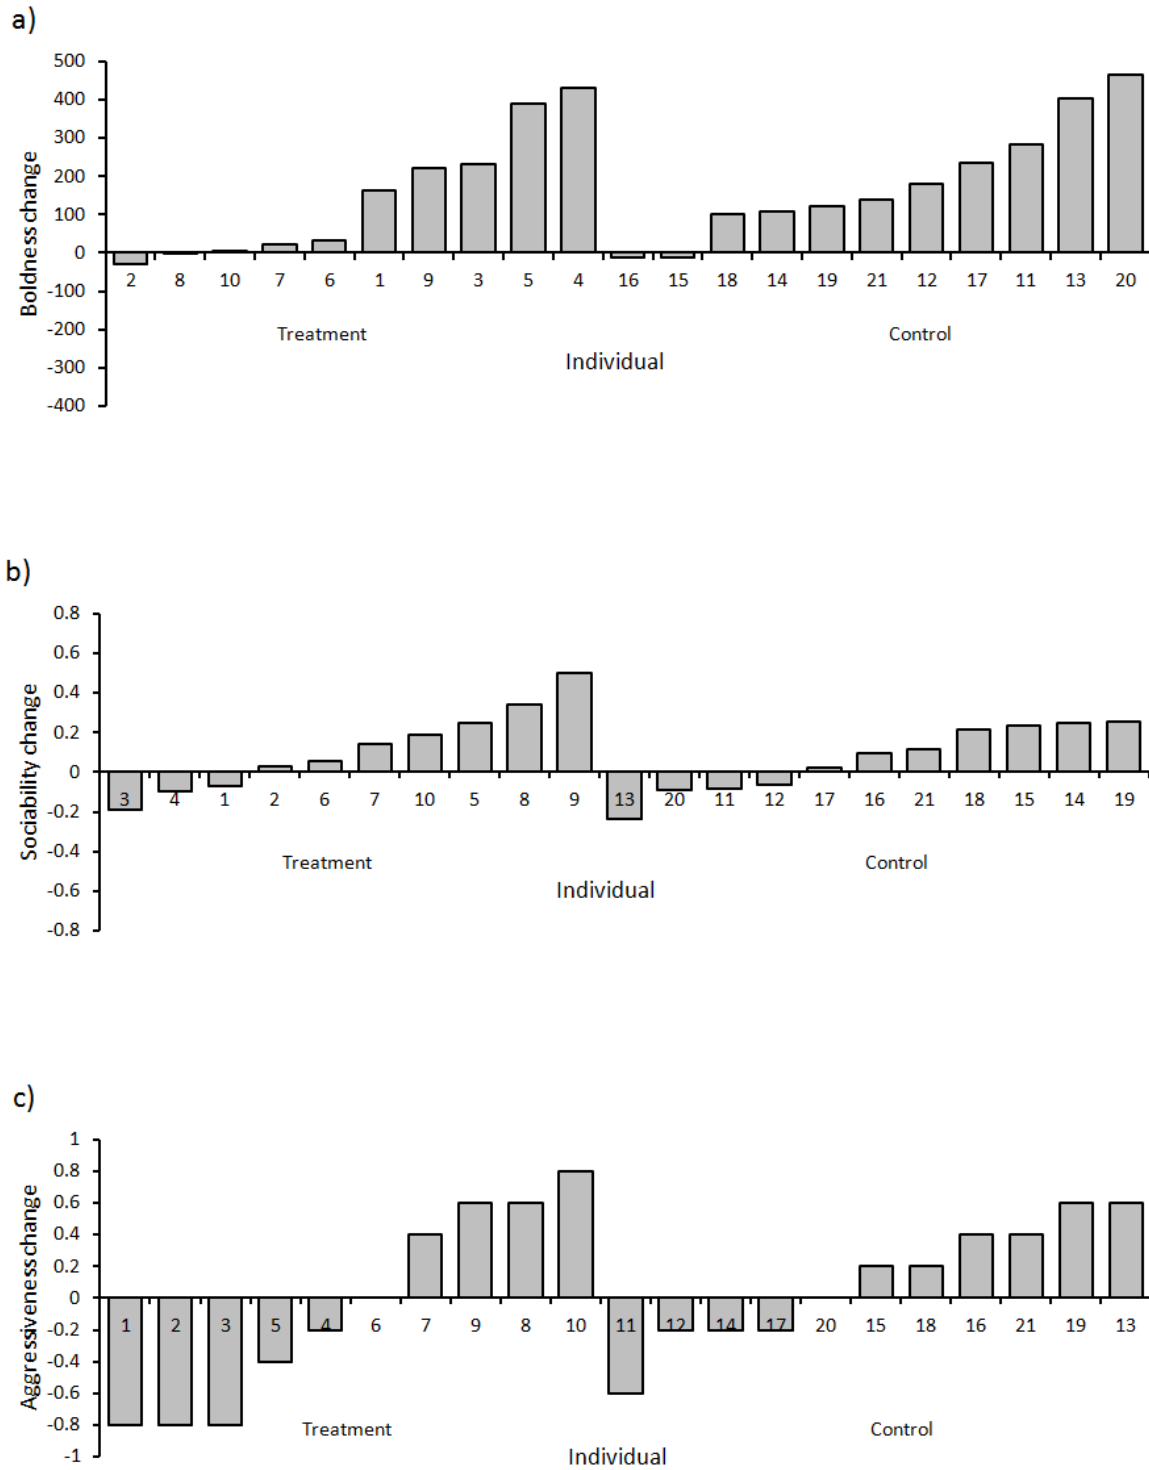 a)
500
400
300
200
100
0
-100
-200
-300
-400
Boldness change
2 8 10 7 6 1 9 3 5 4 16 15 18 14 19 21 12 17 11 13 20
Treatment Control
Individual
b)
0.8
0.6
0.4
0.2
0
-0.2
-0.4
-0.6
-0.8
Sociability change
3 4 1 2 6 7 10 5 8 9 13 20 11 12 17 16 21 18 15 14 19
Treatment Control
Individual
c)
1
0.8
0.6
0.4
0.2
0
-0.2
-0.4
-0.6
-0.8
-1
Aggressiveness change
1 2 3 5 4 6 7 9 8 10 11 12 14 17 20 15 18 16 21 19 13
Treatment Control
Individual